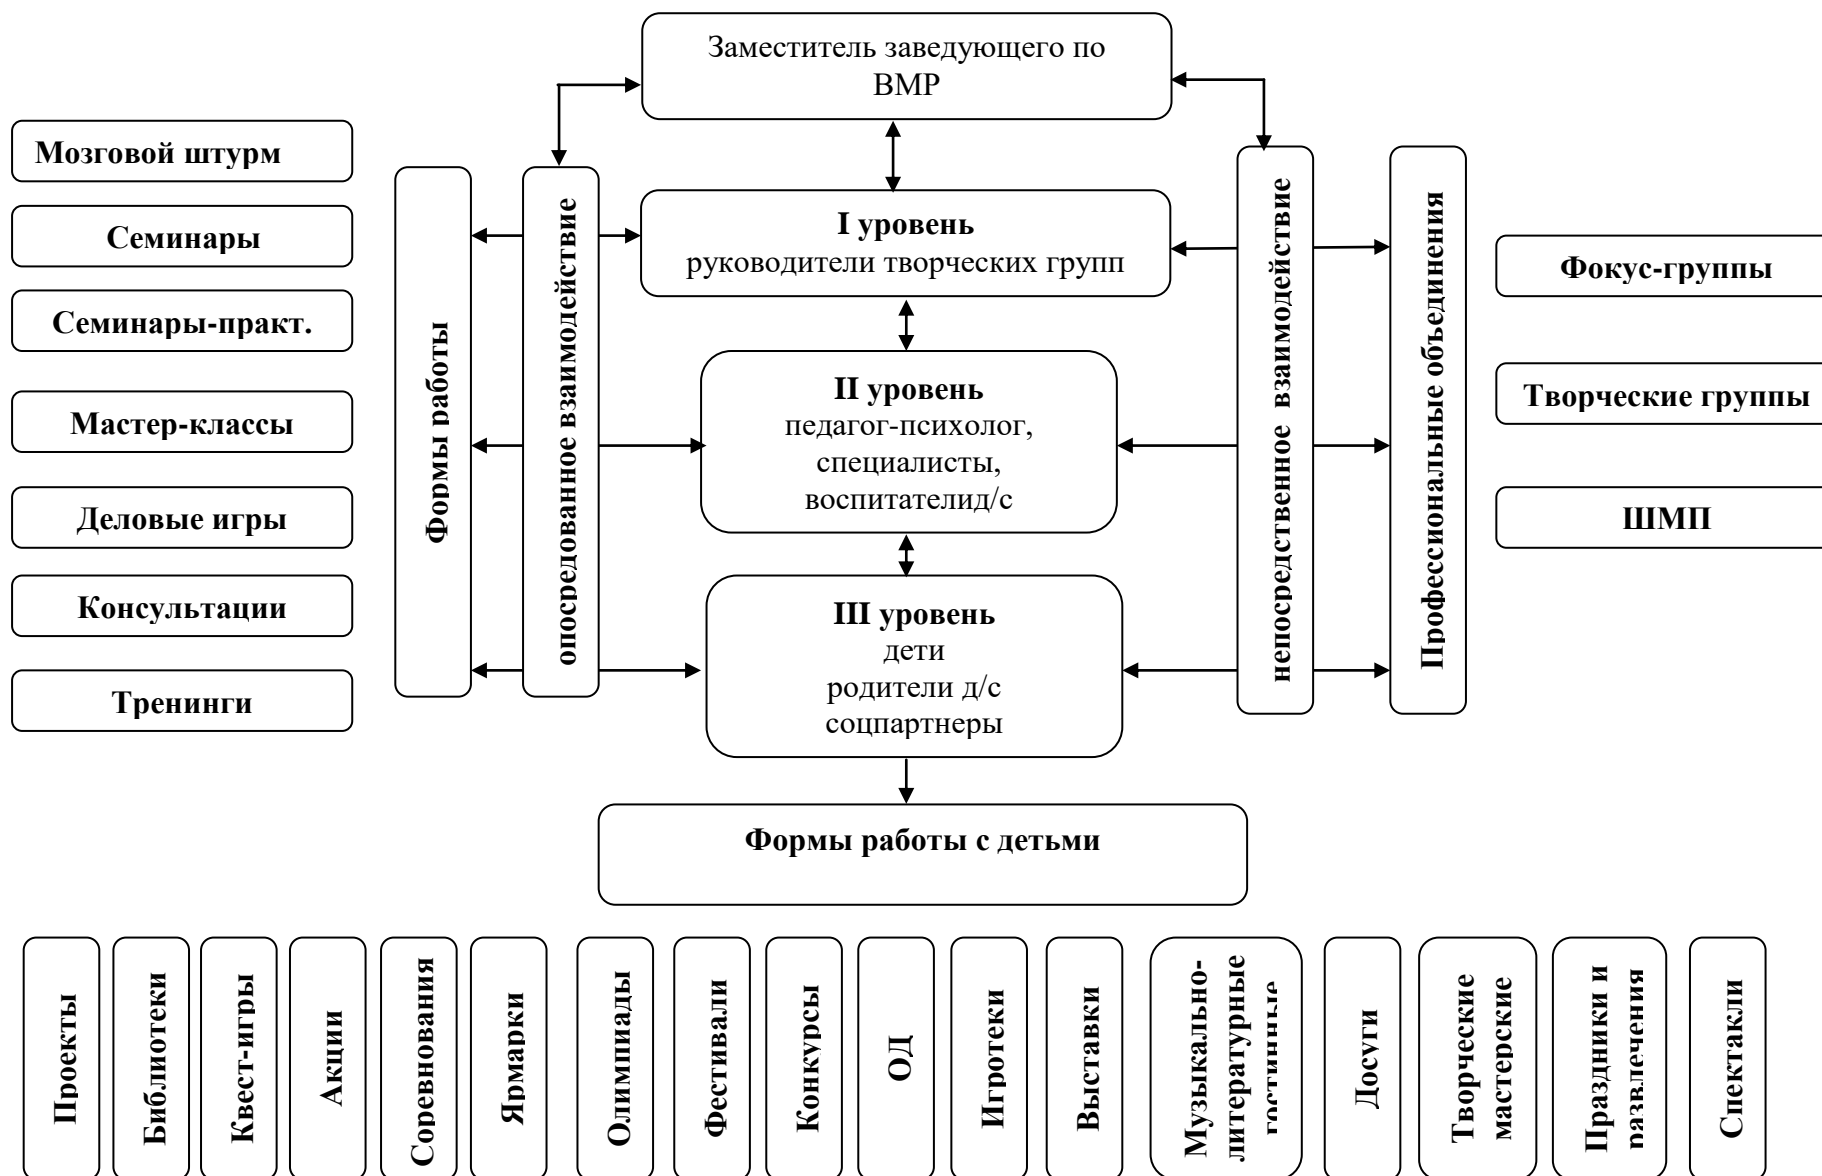 Заместитель заведующего по
ВМР
Мозговой штурм
Семинары
Семинары-практ.
Мастер-классы
Деловые игры
Консультации
Тренинги
Формы работы
опосредованное взаимодействие
I уровень
руководители творческих групп
II уровень
педагог-психолог,
специалисты,
воспитателид/с
III уровень
дети
родители д/с
соцпартнеры
непосредственное взаимодействие
Профессиональные объединения
Фокус-группы
Творческие группы
ШМП
Формы работы с детьми
Проекты
Библиотеки
Квест-игры
Акции
Соревнования
Ярмарки
Олимпиады
Фестивали
Конкурсы
ОД
Игротеки
Выставки
Музыкально-
литературные
гостинные
Досуги
Творческие
мастерские
Праздники и
развлечения
Спектакли